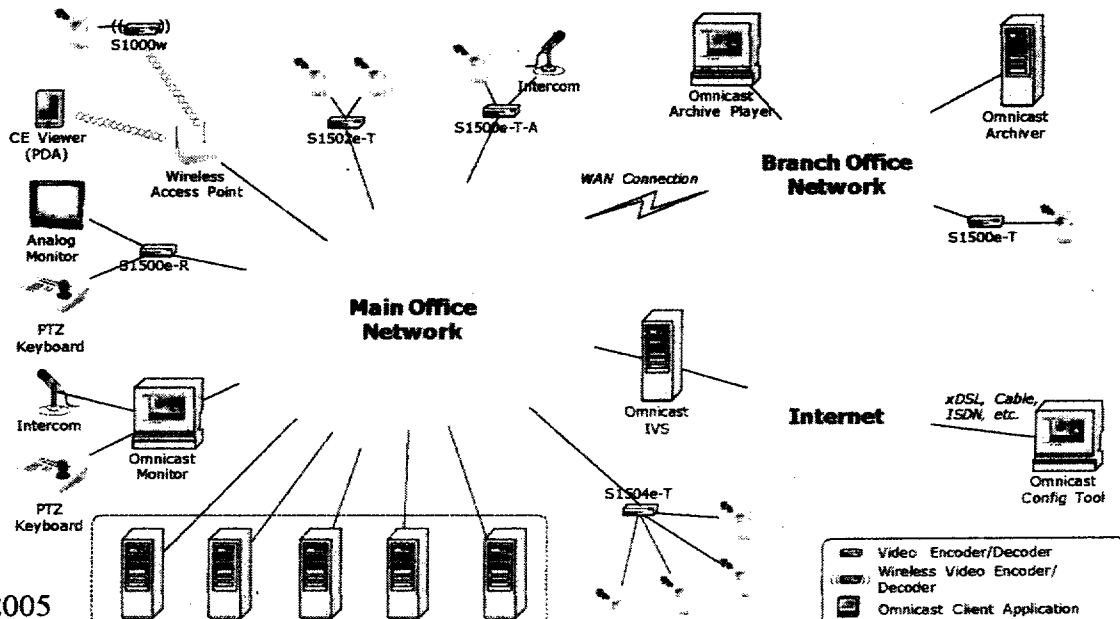 S1000w
CE Viewer
(PDA)
Wireless
Access Point
S1502e-T
S1500e-T-A
Intercom
Omnicast
Archive Player
Omnicast
Archiver
WAN Connection
Branch Office
Network
S1500e-T
Analog
Monitor
S1500e-R
PTZ
Keyboard
Main Office
Network
Intercom
Omnicast
Monitor
PTZ
Keyboard
Omnicast
IVS
Internet
xDSL, Cable,
ISDN, etc.
Omnicast
Config Tool
S1504e-T
Video Encoder/Decoder
Wireless Video Encoder/
Decoder
Omnicast Client Application
2005